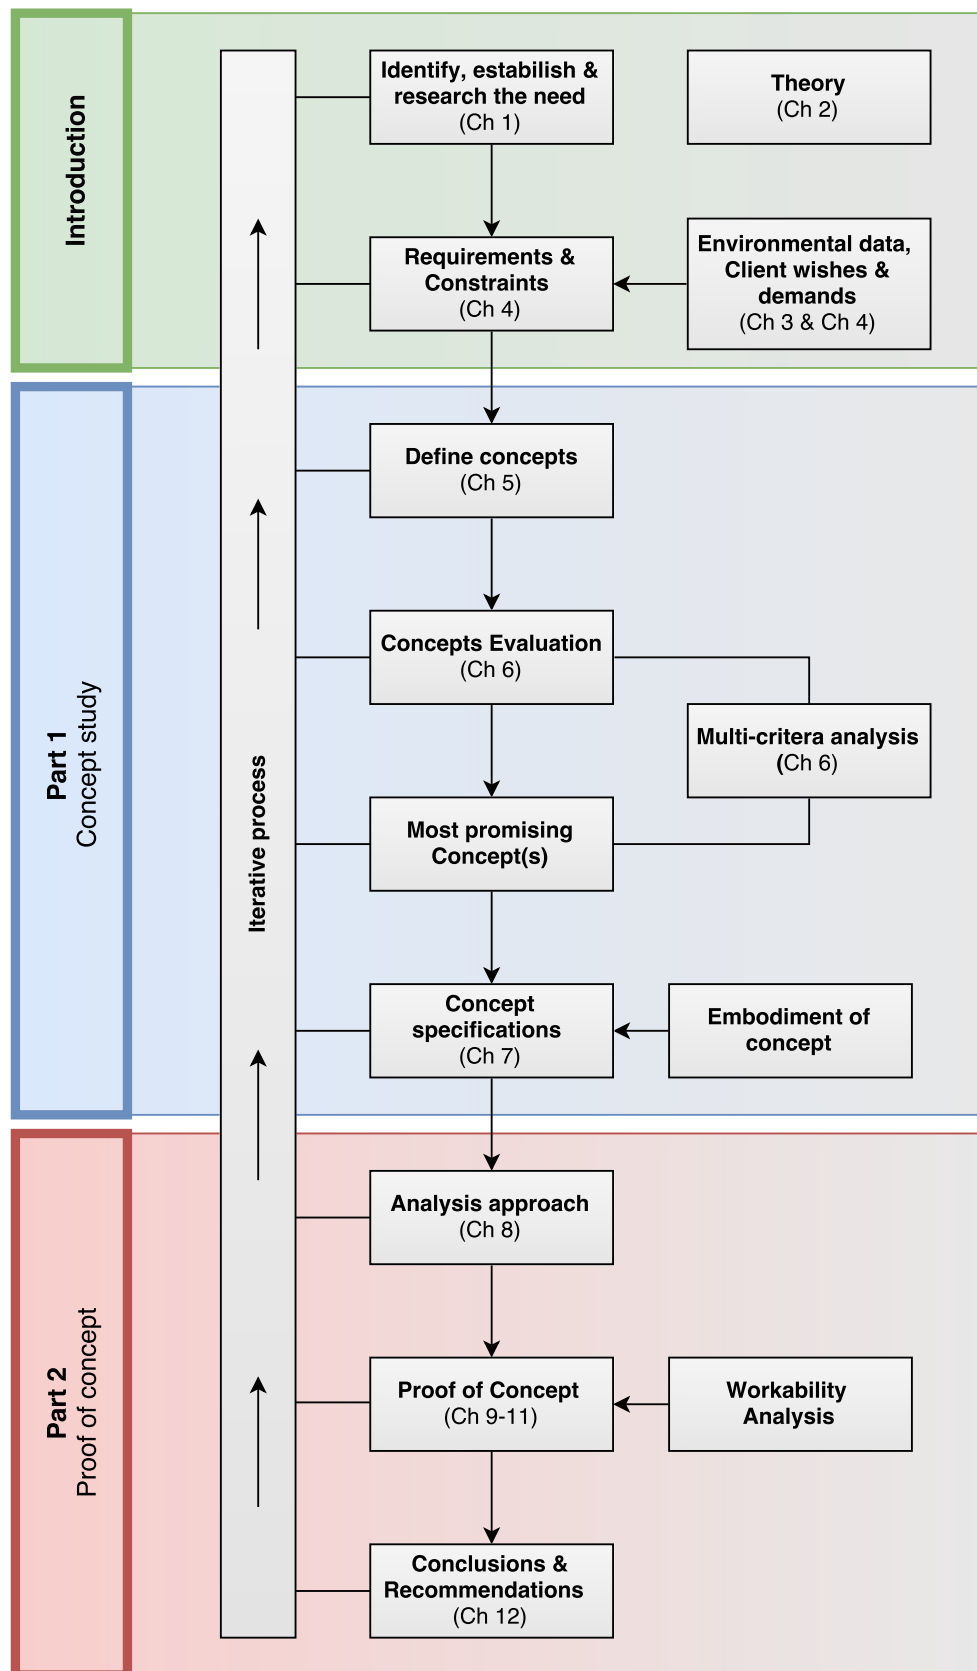 Introduction
Identify, estabilish &
research the need
(Ch 1)
Theory
(Ch 2)
Requirements &
Constraints
(Ch 4)
Environmental data,
Client wishes &
demands
(Ch 3 & Ch 4)
Part 1
Concept study
Iterative process
Define concepts
(Ch 5)
Concepts Evaluation
(Ch 6)
Multi-critera analysis
(Ch 6)
Most promising
Concept(s)
Concept
specifications
(Ch 7)
Embodiment of
concept
Part 2
Proof of concept
Analysis approach
(Ch 8)
Proof of Concept
(Ch 9-11)
Workability
Analysis
Conclusions &
Recommendations
(Ch 12)